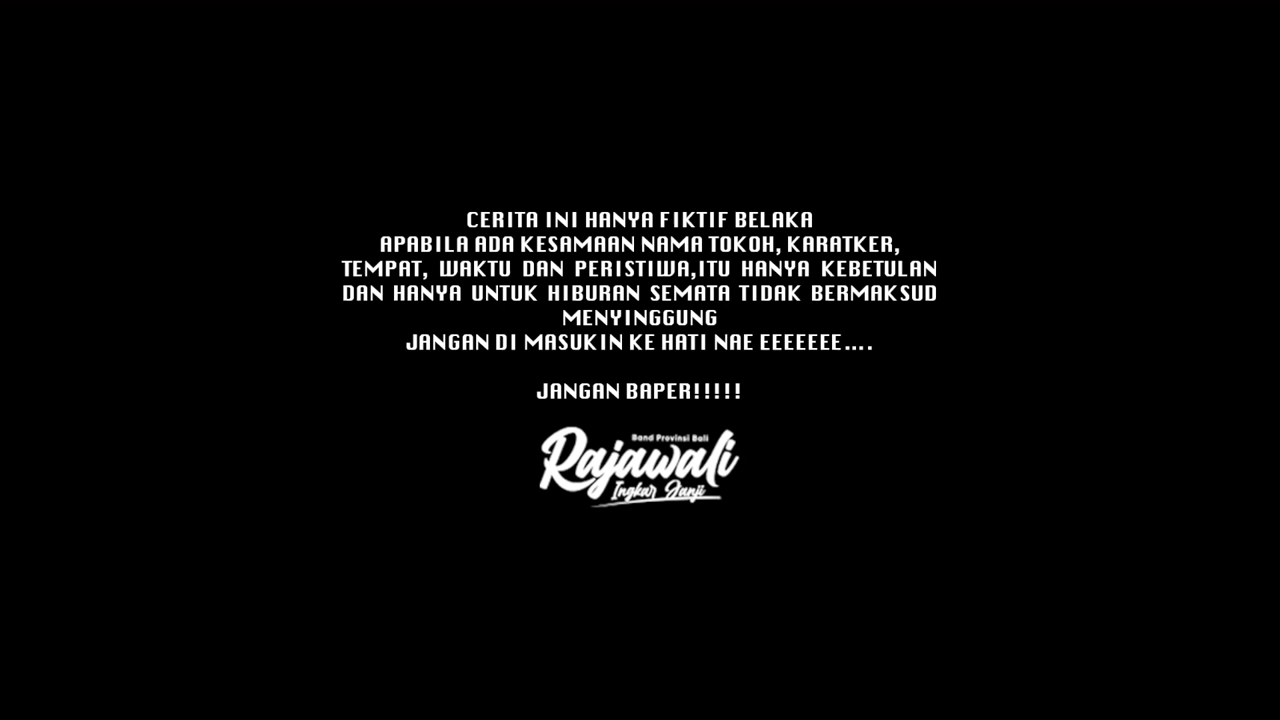 CERITA INI HANYA FIKTIF BELAKA
APABILA ADA KESAMAAN NAMA TOKOH, KARATKER,
TEMPAT, WAKTU DAN PERISTIWA,ITU HANYA KEBETULAN
DAN HANYA UNTUK HIBURAN SEMATA TIDAK BERMAKSUD
MENYINGGUNG
JANGAN DI MASUKIN KE HATI NAE EEEEEEE....
JANGAN BAPER!!!!!
Band Provinsi Bali
Rajawali
Ingkar Janji